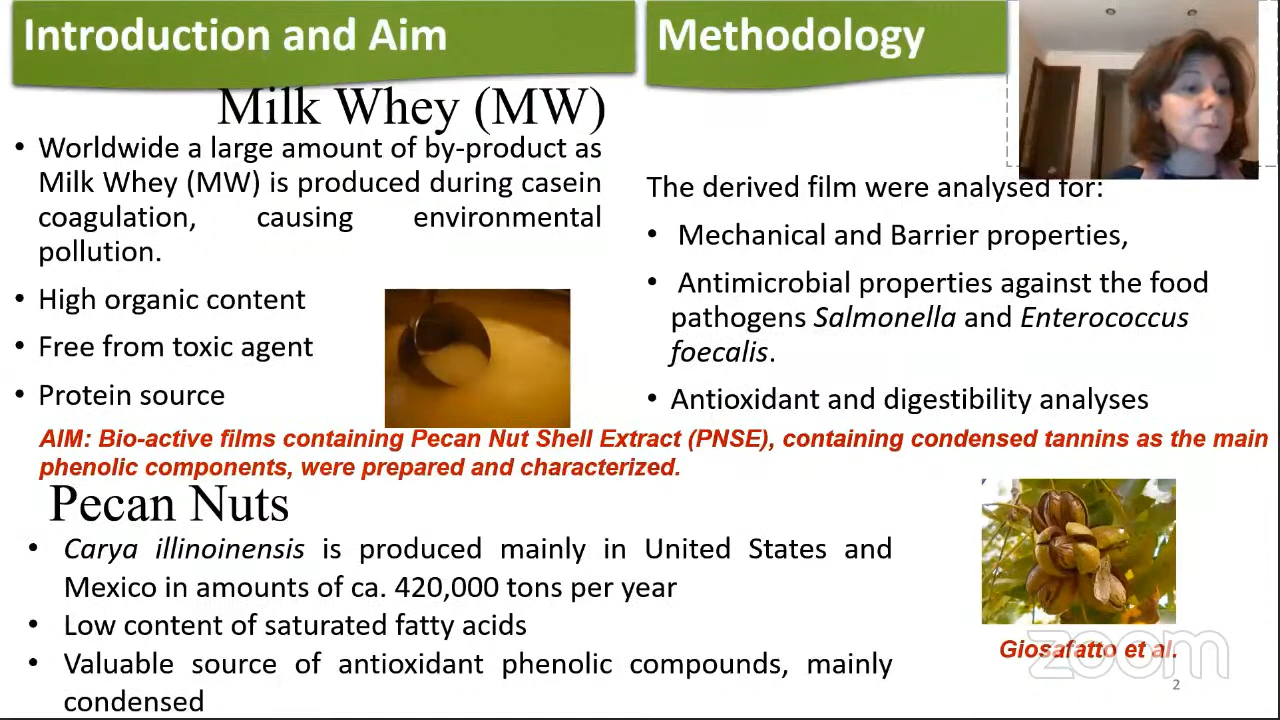 Introduction and Aim
Methodology
Milk Whey (MW)
• Worldwide a large amount of by-product as
Milk Whey (MW) is produced during casein
coagulation, causing environmental
pollution.
• High organic content
• Free from toxic agent
• Protein source
The derived film were analysed for:
• Mechanical and Barrier properties,
• Antimicrobial properties against the food
pathogens Salmonella and Enterococcus
foecalis.
• Antioxidant and digestibility analyses
AIM: Bio-active films containing Pecan Nut Shell Extract (PNSE), containing condensed tannins as the main
phenolic components, were prepared and characterized.
Pecan Nuts
• Carya illinoinensis is produced mainly in United States and
Mexico in amounts of ca. 420,000 tons per year
• Low content of saturated fatty acids
• Valuable source of antioxidant phenolic compounds, mainly
condensed
Giosafatto et al.
zoom
2